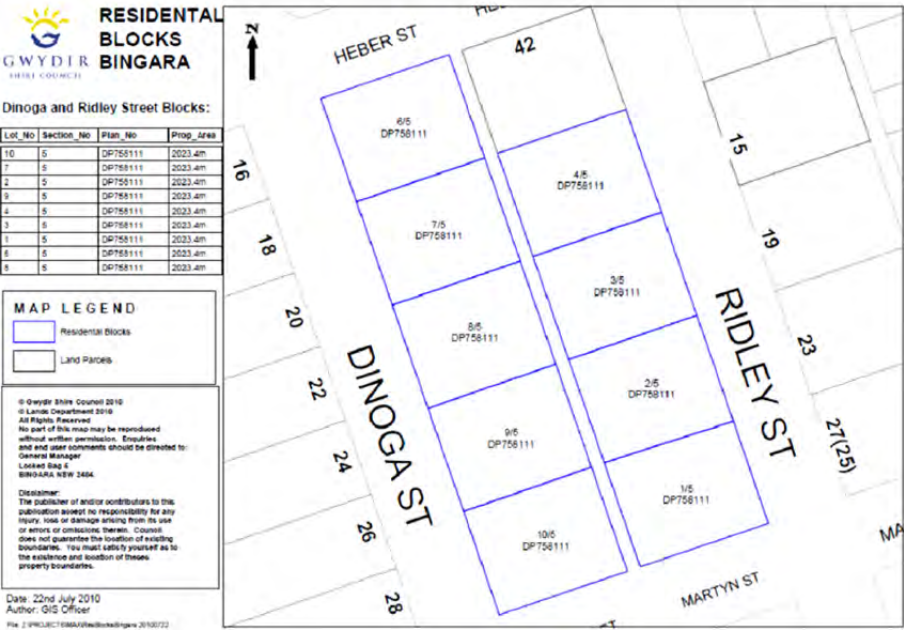 GWYDIR
SHIRE COUNCIL
RESIDENTAL
BLOCKS
BINGARA
Dinoga and Ridley Street Blocks:
Lot_No Section_No Plan_No Prop_Area
10 5 DP758111 2023.4m
7 5 DP758111 2023.4m
2 5 DP758111 2023.4m
9 5 DP758111 2023.4m
4 5 DP758111 2023.4m
3 5 DP758111 2023.4m
1 5 DP758111 2023.4m
6 5 DP758111 2023.4m
8 5 DP758111 2023.4m
MAP LEGEND
Residential Blocks
Land Parcels
© Gwydir Shire Council 2010
© Lands Department 2010
All Rights Reserved
No part of this map may be reproduced
without written permission. Enquiries
and end user comments should be directed to:
General Manager
Locked Bag 5
BINGARA NSW 2404
Disclaimer:
The publisher of and/or contributors to this
publication accept no responsibility for any
injury, loss or damage arising from its use
or errors or omissions therein. Council
does not guarantee the location of existing
boundaries. You must satisfy yourself as to
the existence and location of theses
property boundaries.
Date: 22nd July 2010
Author: GIS Officer
N
HEBER ST
42
6/5
DP758111
4/5
DP758111
7/5
DP758111
3/5
DP758111
8/5
DP758111
2/5
DP758111
9/5
DP758111
1/5
DP758111
10/5
DP758111
DINOGA ST
RIDLEY ST
MARTYN ST
MA
16
18
20
22
24
26
28
15
19
23
27(25)